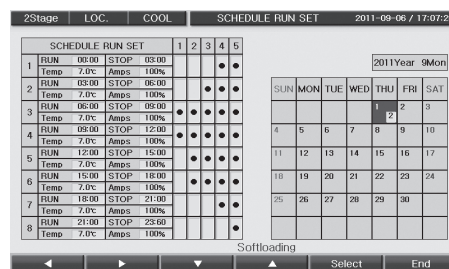 2Stage LOC. COOL SCHEDULE RUN SET 2011-09-06 / 17:07:2
SCHEDULE RUN SET 1 2 3 4 5
1 RUN 00:00 STOP 03:00
Temp 7.0℃ Amps 100%
2 RUN 03:00 STOP 06:00
Temp 7.0℃ Amps 100%
3 RUN 06:00 STOP 09:00
Temp 7.0℃ Amps 100%
4 RUN 09:00 STOP 12:00
Temp 7.0℃ Amps 100%
5 RUN 12:00 STOP 15:00
Temp 7.0℃ Amps 100%
6 RUN 15:00 STOP 18:00
Temp 7.0℃ Amps 100%
7 RUN 18:00 STOP 21:00
Temp 7.0℃ Amps 100%
8 RUN 21:00 STOP 23:60
Temp 7.0℃ Amps 100%
2011Year 9Mon
SUN MON TUE WED THU FRI SAT
1 2 3
2
4 5 6 7 8 9 10
11 12 13 14 15 16 17
18 19 20 21 22 23 24
25 26 27 28 29 30
Softloading
Select End